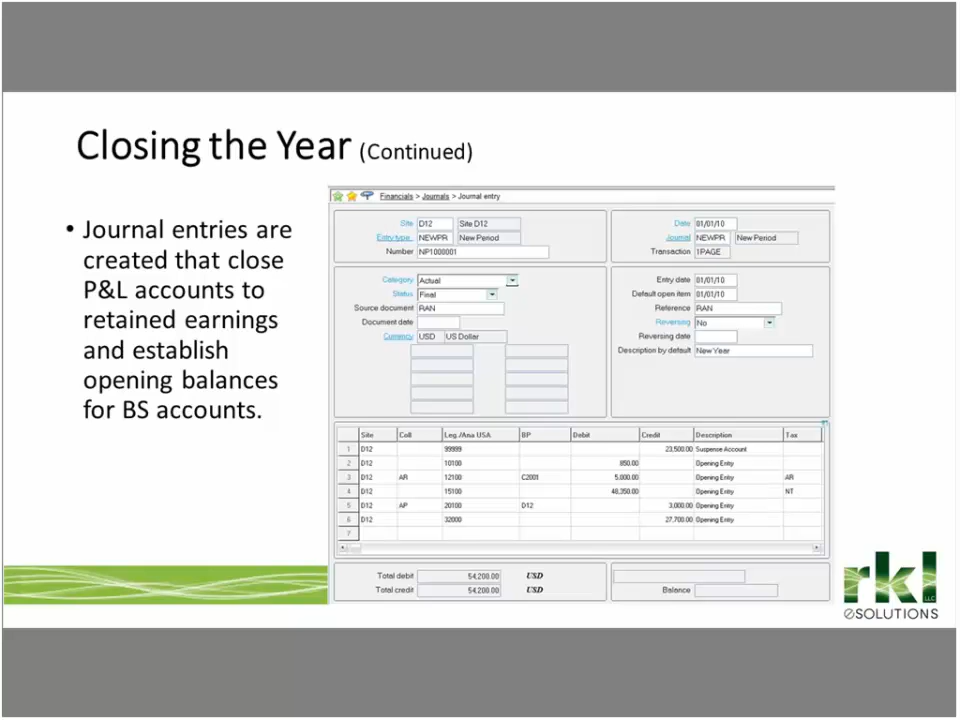 Closing the Year (Continued)
• Journal entries are
created that close
P&L accounts to
retained earnings
and establish
opening balances
for BS accounts.
Financials > Journals > Journal entry
Site D12 Site D12
Entry type NEWPR New Period
Number NP1000001
Date 01/01/10
Journal NEWPR New Period
Transaction 1PAGE
Category Actual
Status Final
Source document RAN
Document date
Currency USD US Dollar
Entry date 01/01/10
Default open item 01/01/10
Reference RAN
Reversing No
Reversing date
Description by default New Year
Site Coll Leg./Ana USA BP Debit Credit Description Tax
1 D12 99999 23,500.00 Suspense Account
2 D12 10100 850.00 Opening Entry
3 D12 AR 12100 C2001 5,000.00 Opening Entry AR
4 D12 15100 48,350.00 Opening Entry NT
5 D12 AP 20100 D12 3,000.00 Opening Entry
6 D12 32000 27,700.00 Opening Entry
7
Total debit 54,200.00 USD
Total credit 54,200.00 USD
Balance
rkl LLC
eSOLUTIONS